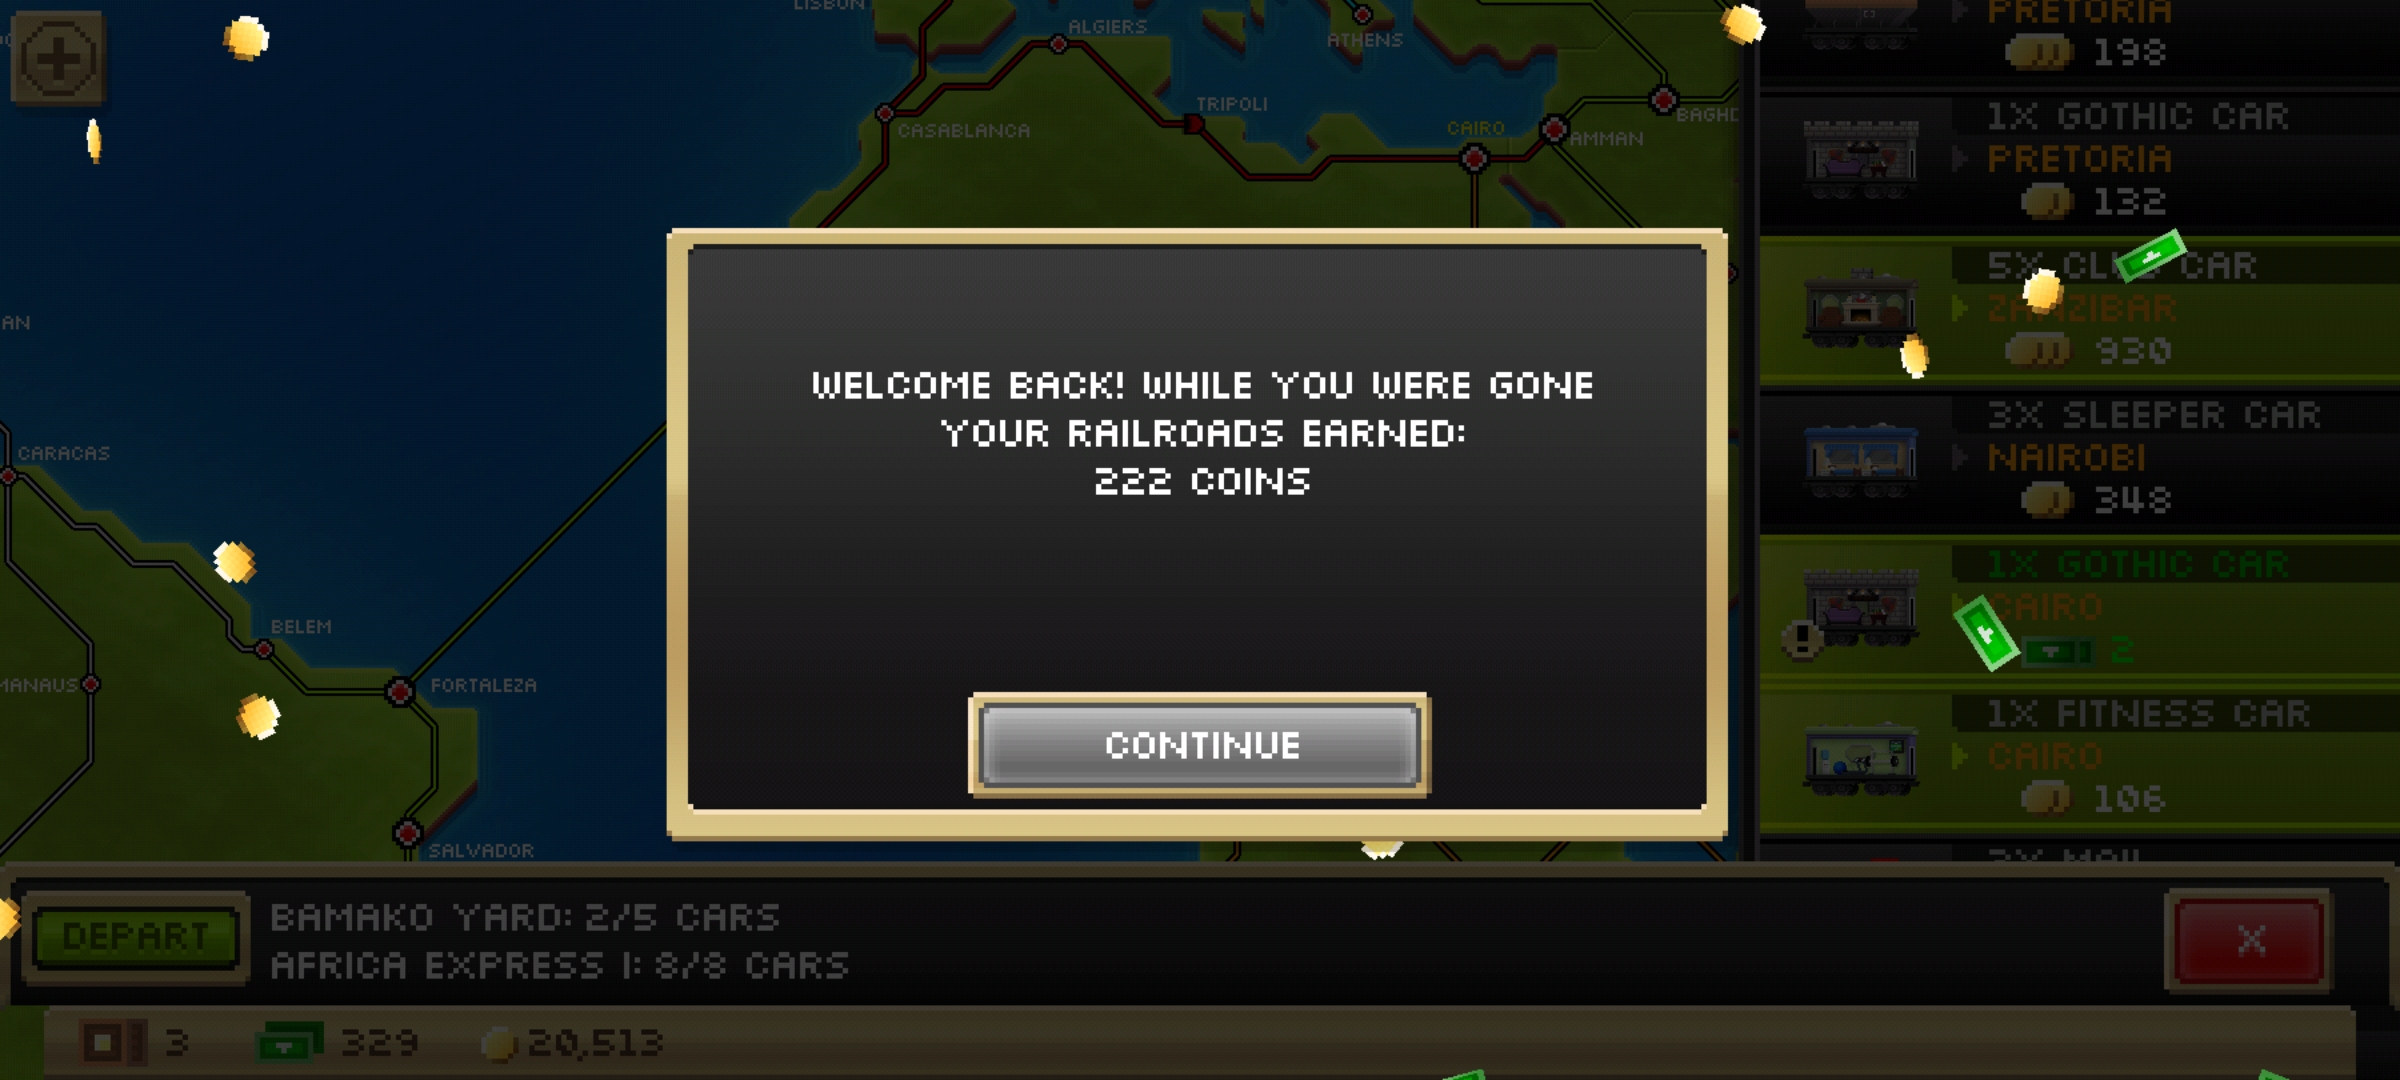 LISBON
ALGIERS
ATHENS
TRIPOLI
CASABLANCA
CAIRO
AMMAN
BAGHD
AN
CARACAS
BELEM
MANAUS
FORTALEZA
SALVADOR
WELCOME BACK! WHILE YOU WERE GONE
YOUR RAILROADS EARNED:
222 COINS
CONTINUE
PRETORIA
198
1X GOTHIC CAR
PRETORIA
132
5X CLUB CAR
ZANZIBAR
930
3X SLEEPER CAR
NAIROBI
348
1X GOTHIC CAR
CAIRO
2
1X FITNESS CAR
CAIRO
106
MAIL
DEPART
BAMAKO YARD: 2/5 CARS
AFRICA EXPRESS I: 8/8 CARS
X
3
329
20,513